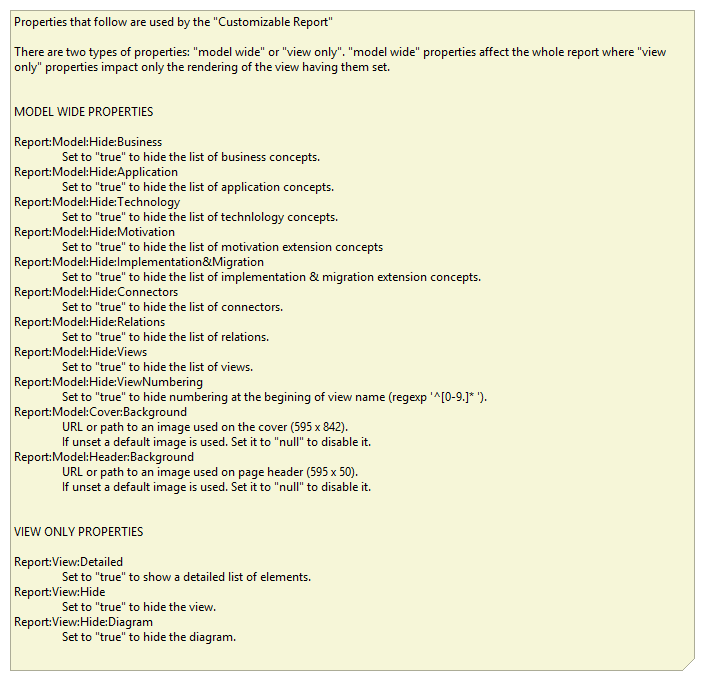 Properties that follow are used by the "Customizable Report"
There are two types of properties: "model wide" or "view only". "model wide" properties affect the whole report where "view
only" properties impact only the rendering of the view having them set.
MODEL WIDE PROPERTIES
Report:Model:Hide:Business
Set to "true" to hide the list of business concepts.
Report:Model:Hide:Application
Set to "true" to hide the list of application concepts.
Report:Model:Hide:Technology
Set to "true" to hide the list of technlology concepts.
Report:Model:Hide:Motivation
Set to "true" to hide the list of motivation extension concepts
Report:Model:Hide:Implementation&Migration
Set to "true" to hide the list of implementation & migration extension concepts.
Report:Model:Hide:Connectors
Set to "true" to hide the list of connectors.
Report:Model:Hide:Relations
Set to "true" to hide the list of relations.
Report:Model:Hide:Views
Set to "true" to hide the list of views.
Report:Model:Hide:ViewNumbering
Set to "true" to hide numbering at the begining of view name (regexp '^[0-9.]* ').
Report:Model:Cover:Background
URL or path to an image used on the cover (595 x 842).
If unset a default image is used. Set it to "null" to disable it.
Report:Model:Header:Background
URL or path to an image used on page header (595 x 50).
If unset a default image is used. Set it to "null" to disable it.
VIEW ONLY PROPERTIES
Report:View:Detailed
Set to "true" to show a detailed list of elements.
Report:View:Hide
Set to "true" to hide the view.
Report:View:Hide:Diagram
Set to "true" to hide the diagram.